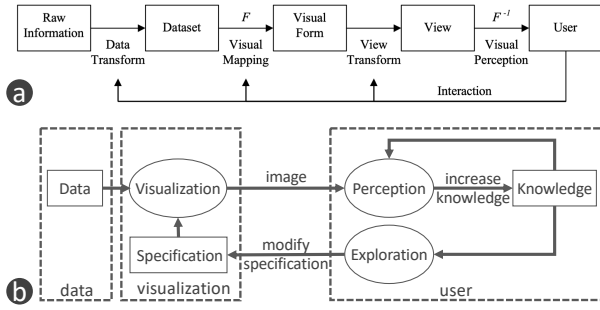 Raw
Information
Data
Transform
Dataset
F
Visual
Mapping
Visual
Form
View
Transform
View
F⁻¹
Visual
Perception
User
Interaction
a
Data
Visualization
image
Perception
increase
knowledge
Knowledge
Specification
modify
specification
Exploration
b
data
visualization
user